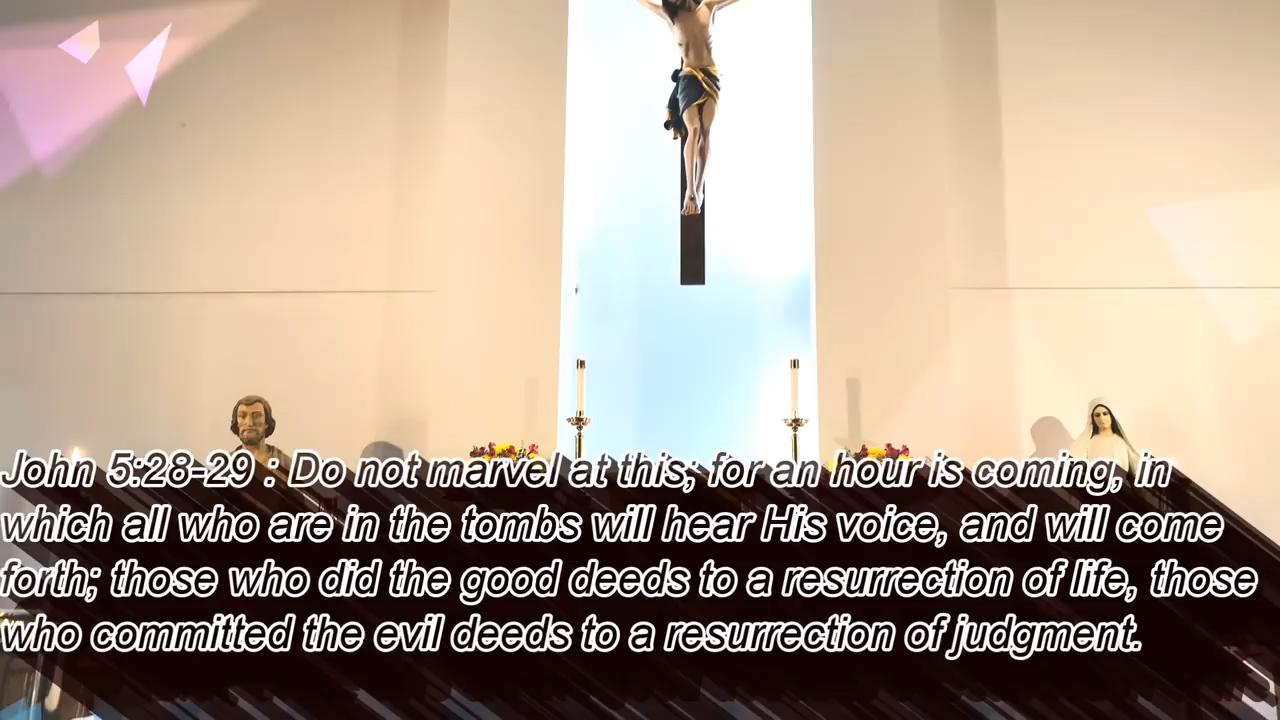 John 5:28-29 : Do not marvel at this; for an hour is coming, in
which all who are in the tombs will hear His voice, and will come
forth; those who did the good deeds to a resurrection of life, those
who committed the evil deeds to a resurrection of judgment.